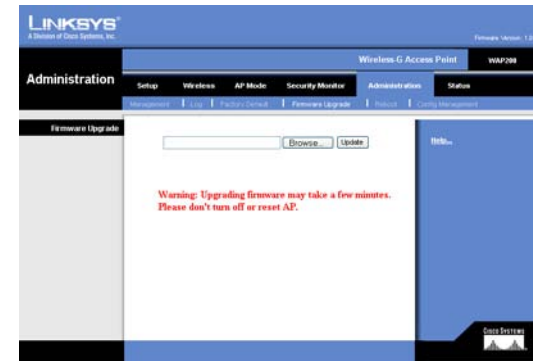 LINKSYS®
A Division of Cisco Systems, Inc.
Firmware Version: 1.0
Wireless-G Access Point
WAP200
Administration
Setup
Wireless
AP Mode
Security Monitor
Administration
Status
Management
Log
Factory Default
Firmware Upgrade
Reboot
Config Management
Firmware Upgrade
Browse...
Update
Help...
Warning: Upgrading firmware may take a few minutes.
Please don't turn off or reset AP.
CISCO SYSTEMS